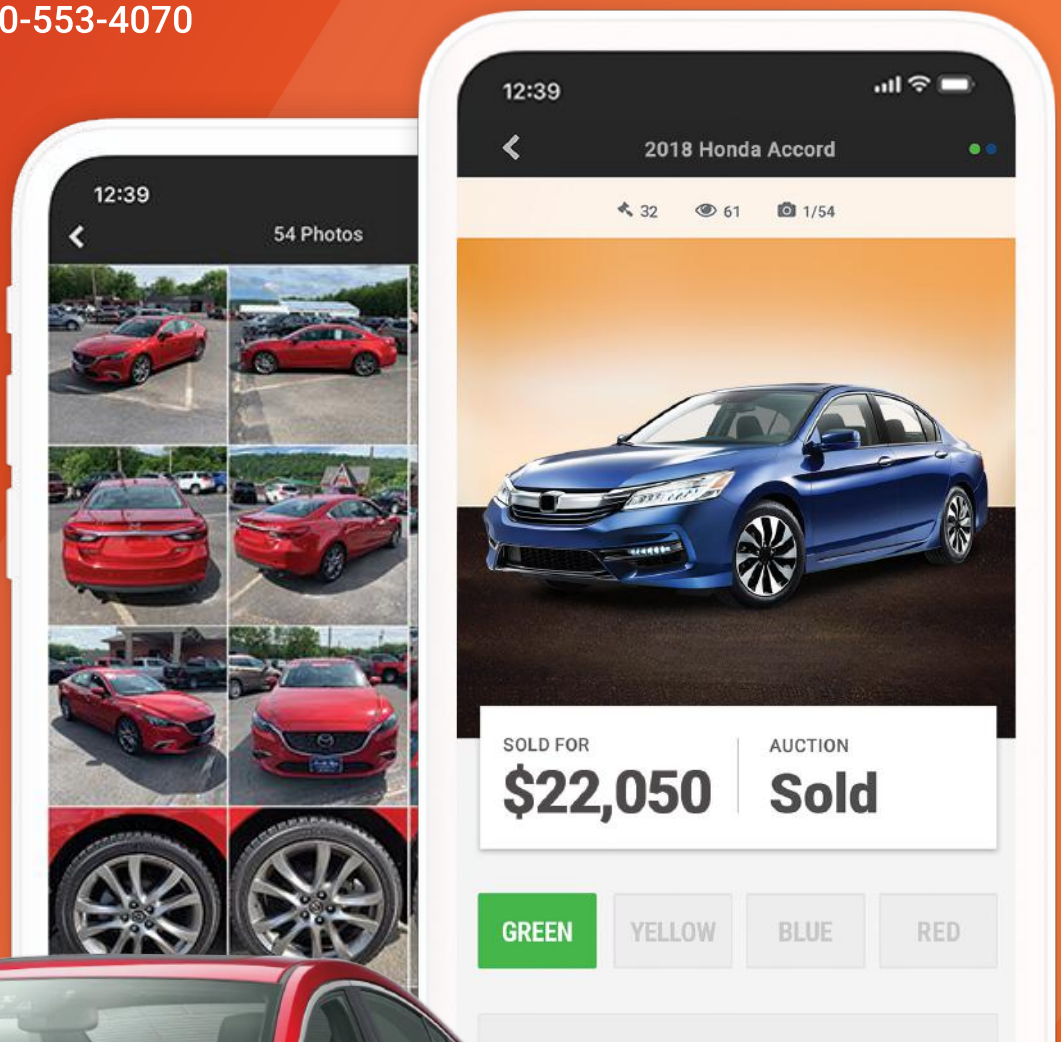 0-553-4070
12:39
54 Photos
12:39
2018 Honda Accord
32 61 1/54
SOLD FOR
$22,050
AUCTION
Sold
GREEN YELLOW BLUE RED